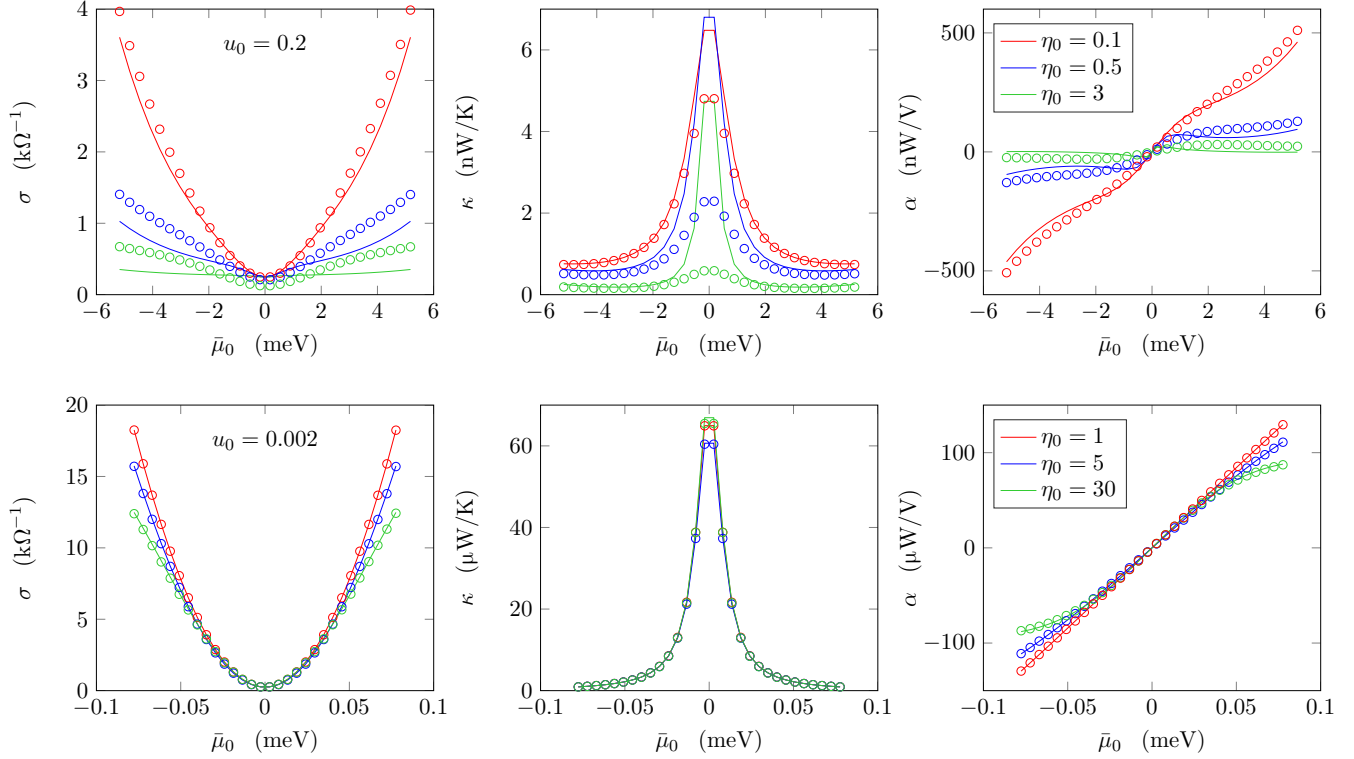 4
3
2
1
0
σ (kΩ⁻¹)
u₀ = 0.2
−6 −4 −2 0 2 4 6
μ̄₀ (meV)
6
4
2
0
κ (nW/K)
−6 −4 −2 0 2 4 6
μ̄₀ (meV)
500
0
−500
α (nW/V)
η₀ = 0.1
η₀ = 0.5
η₀ = 3
−6 −4 −2 0 2 4 6
μ̄₀ (meV)
20
15
10
5
0
σ (kΩ⁻¹)
u₀ = 0.002
−0.1 −0.05 0 0.05 0.1
μ̄₀ (meV)
60
40
20
0
κ (μW/K)
−0.1 −0.05 0 0.05 0.1
μ̄₀ (meV)
100
0
−100
α (μW/V)
η₀ = 1
η₀ = 5
η₀ = 30
−0.1 −0.05 0 0.05 0.1
μ̄₀ (meV)